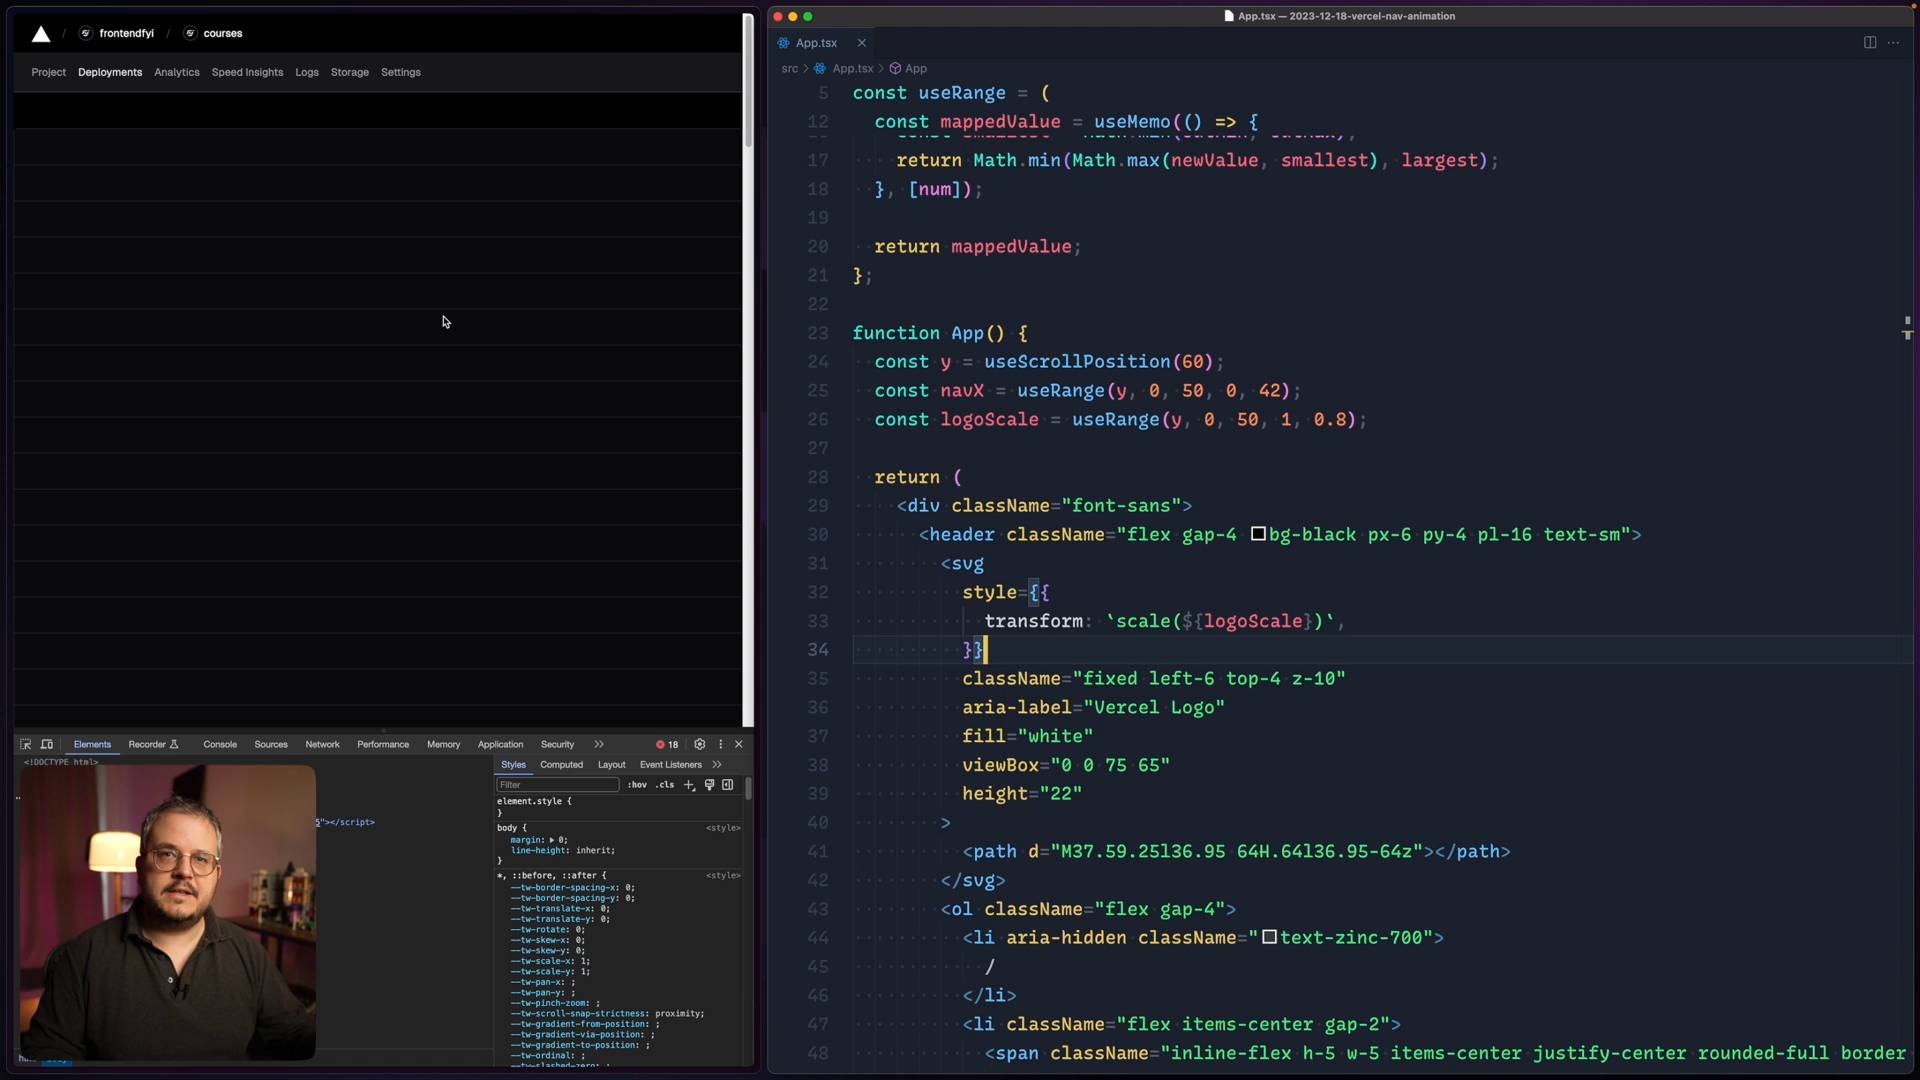 / frontendfyi / courses
Project Deployments Analytics Speed Insights Logs Storage Settings
Elements Recorder Console Sources Network Performance Memory Application Security 18
<!DOCTYPE html>
5"></script>
Styles Computed Layout Event Listeners
Filter :hov .cls
element.style {
}
body { <style>
margin: 0;
line-height: inherit;
}
*, ::before, ::after { <style>
--tw-border-spacing-x: 0;
--tw-border-spacing-y: 0;
--tw-translate-x: 0;
--tw-translate-y: 0;
--tw-rotate: 0;
--tw-skew-x: 0;
--tw-skew-y: 0;
--tw-scale-x: 1;
--tw-scale-y: 1;
--tw-pan-x: ;
--tw-pan-y: ;
--tw-pinch-zoom: ;
--tw-scroll-snap-strictness: proximity;
--tw-gradient-from-position: ;
--tw-gradient-via-position: ;
--tw-gradient-to-position: ;
--tw-ordinal: ;
--tw-slashed-zero: ;
App.tsx — 2023-12-18-vercel-nav-animation
App.tsx
src > App.tsx > App
5 const useRange = (
12 const mappedValue = useMemo(() => {
17 return Math.min(Math.max(newValue, smallest), largest);
18 }, [num]);
19
20 return mappedValue;
21 };
22
23 function App() {
24 const y = useScrollPosition(60);
25 const navX = useRange(y, 0, 50, 0, 42);
26 const logoScale = useRange(y, 0, 50, 1, 0.8);
27
28 return (
29 <div className="font-sans">
30 <header className="flex gap-4 bg-black px-6 py-4 pl-16 text-sm">
31 <svg
32 style={{
33 transform: `scale(${logoScale})`,
34 }}
35 className="fixed left-6 top-4 z-10"
36 aria-label="Vercel Logo"
37 fill="white"
38 viewBox="0 0 75 65"
39 height="22"
40 >
41 <path d="M37.59.25l36.95 64H.64l36.95-64z"></path>
42 </svg>
43 <ol className="flex gap-4">
44 <li aria-hidden className="text-zinc-700">
45 /
46 </li>
47 <li className="flex items-center gap-2">
48 <span className="inline-flex h-5 w-5 items-center justify-center rounded-full border